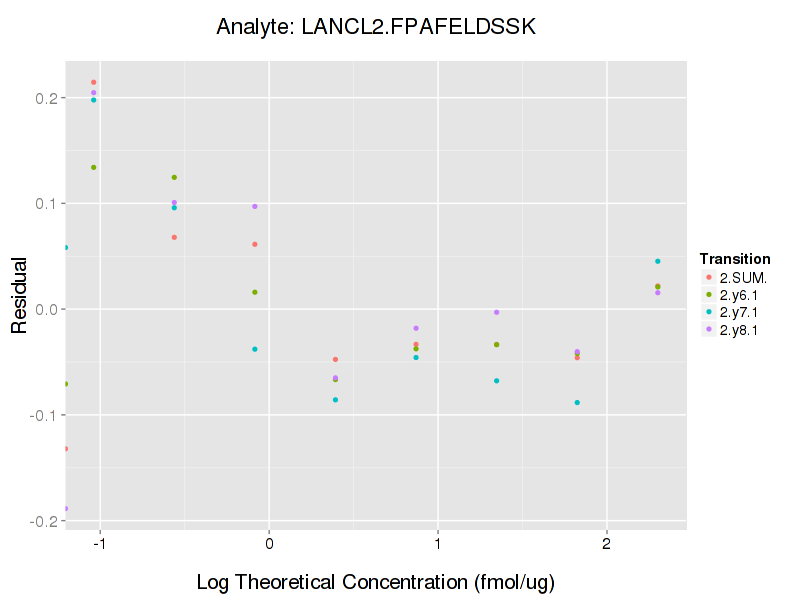 Analyte: LANCL2.FPAFELDSSK
Residual
0.2
0.1
0.0
-0.1
-0.2
-1 0 1 2
Log Theoretical Concentration (fmol/ug)
Transition
2.SUM.
2.y6.1
2.y7.1
2.y8.1